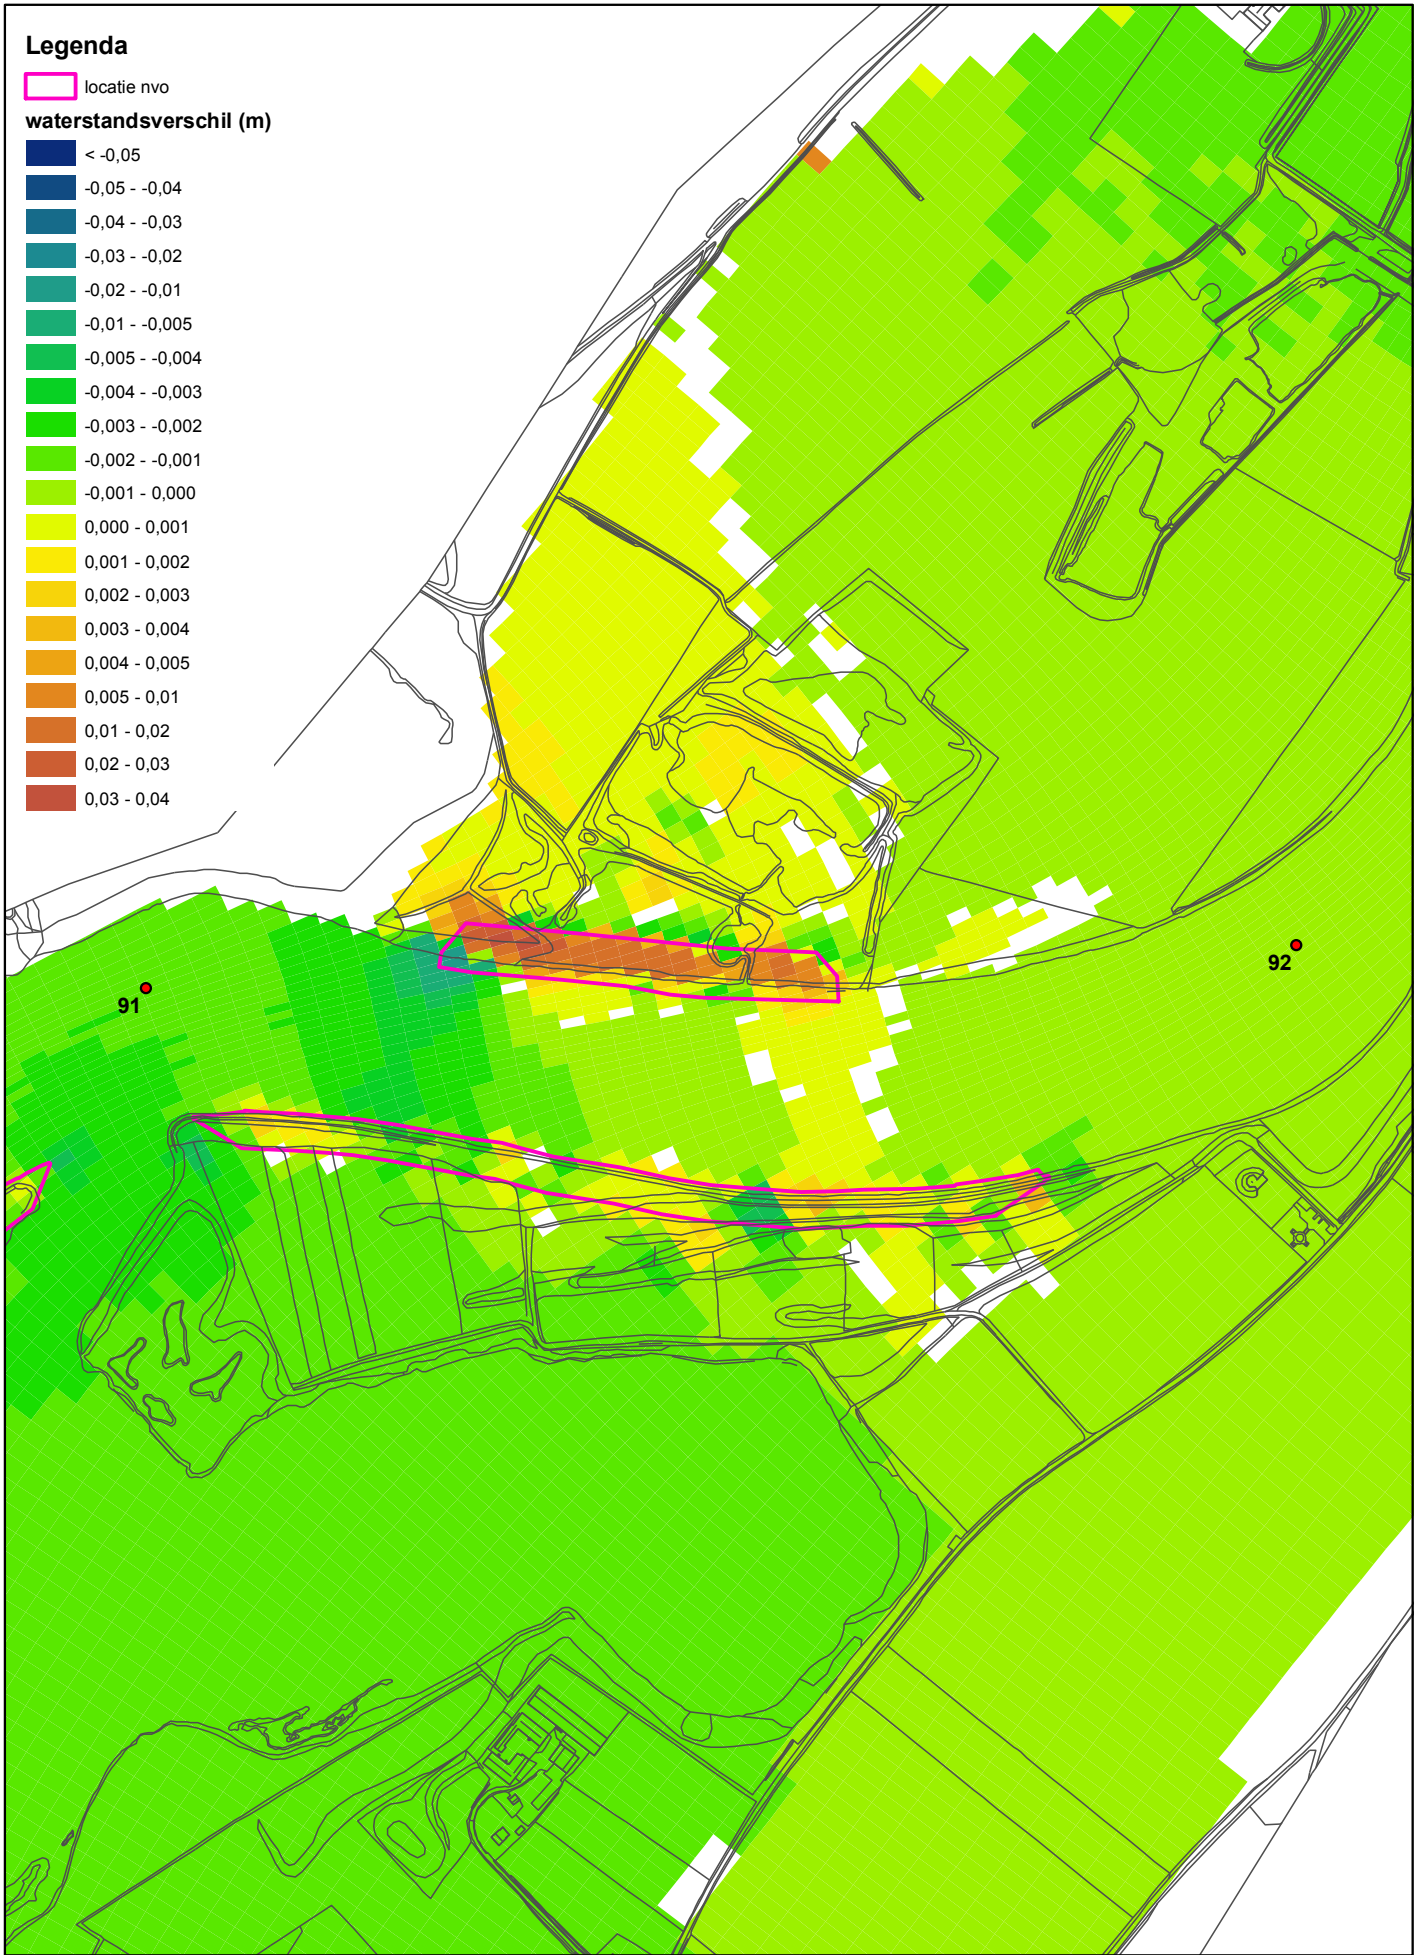 Legenda
locatie nvo
waterstandsverschil (m)
< -0,05
-0,05 - -0,04
-0,04 - -0,03
-0,03 - -0,02
-0,02 - -0,01
-0,01 - -0,005
-0,005 - -0,004
-0,004 - -0,003
-0,003 - -0,002
-0,002 - -0,001
-0,001 - 0,000
0,000 - 0,001
0,001 - 0,002
0,002 - 0,003
0,003 - 0,004
0,004 - 0,005
0,005 - 0,01
0,01 - 0,02
0,02 - 0,03
0,03 - 0,04
92
91